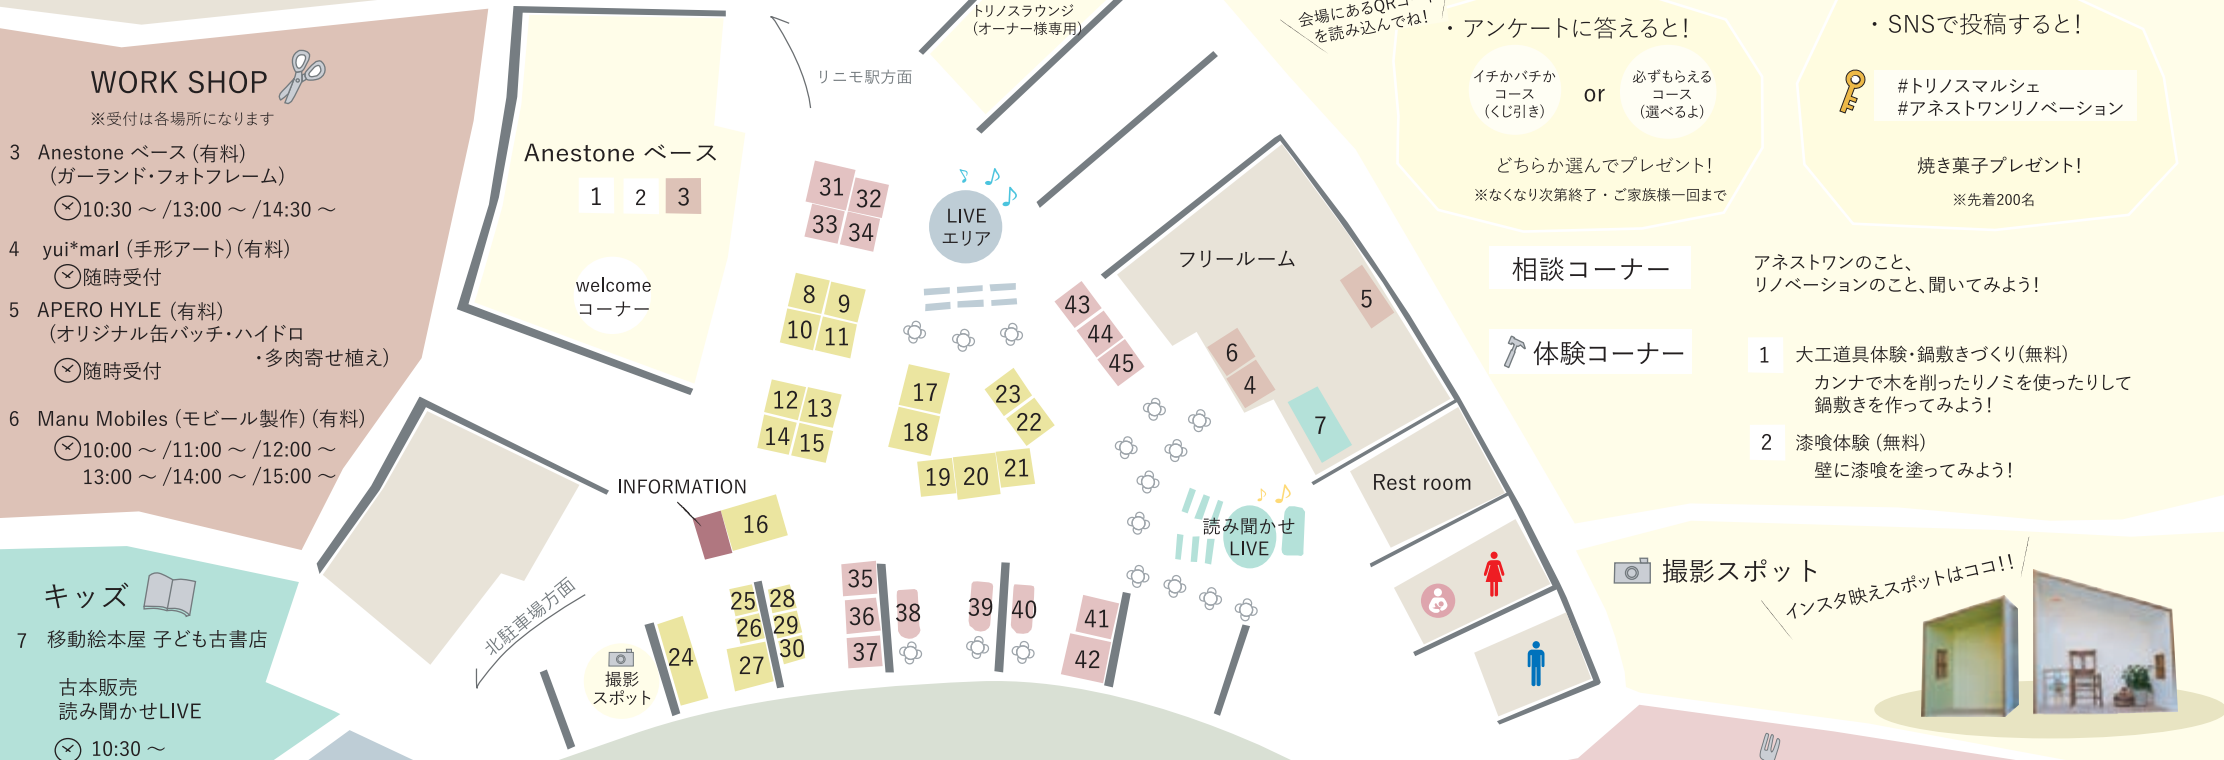 WORK SHOP
※受付は各場所になります
3 Anestone ベース (有料)
(ガーランド・フォトフレーム)
10:30 ～ /13:00 ～ /14:30 ～
4 yui*marl (手形アート) (有料)
随時受付
5 APERO HYLE (有料)
(オリジナル缶バッチ・ハイドロ
・多肉寄せ植え)
随時受付
6 Manu Mobiles (モビール製作) (有料)
10:00 ～ /11:00 ～ /12:00 ～
13:00 ～ /14:00 ～ /15:00 ～
キッズ
7 移動絵本屋 子ども古書店
古本販売
読み聞かせLIVE
10:30 ～
Anestone ベース
1 2 3
welcome
コーナー
リニモ駅方面
トリノスラウンジ
(オーナー様専用)
31 32
33 34
LIVE
エリア
8 9
10 11
12 13
14 15
17
18
23
22
19 20 21
INFORMATION
16
43
44
45
フリールーム
5
6
4
7
Rest room
読み聞かせ
LIVE
北駐車場方面
撮影
スポット
24
25
26
27
28
29
30
35
36
37
38
39
40
41
42
会場にあるQRコー
を読み込んでね!
・アンケートに答えると!
イチかバチか
コース
(くじ引き)
or
必ずもらえる
コース
(選べるよ)
どちらか選んでプレゼント!
※なくなり次第終了・ご家族様一回まで
・SNSで投稿すると!
#トリノスマルシェ
#アネストワンリノベーション
焼き菓子プレゼント!
※先着200名
相談コーナー
アネストワンのこと、
リノベーションのこと、聞いてみよう!
体験コーナー
1 大工道具体験・鍋敷きづくり(無料)
カンナで木を削ったりノミを使ったりして
鍋敷きを作ってみよう!
2 漆喰体験 (無料)
壁に漆喰を塗ってみよう!
撮影スポット
インスタ映えスポットはココ!!